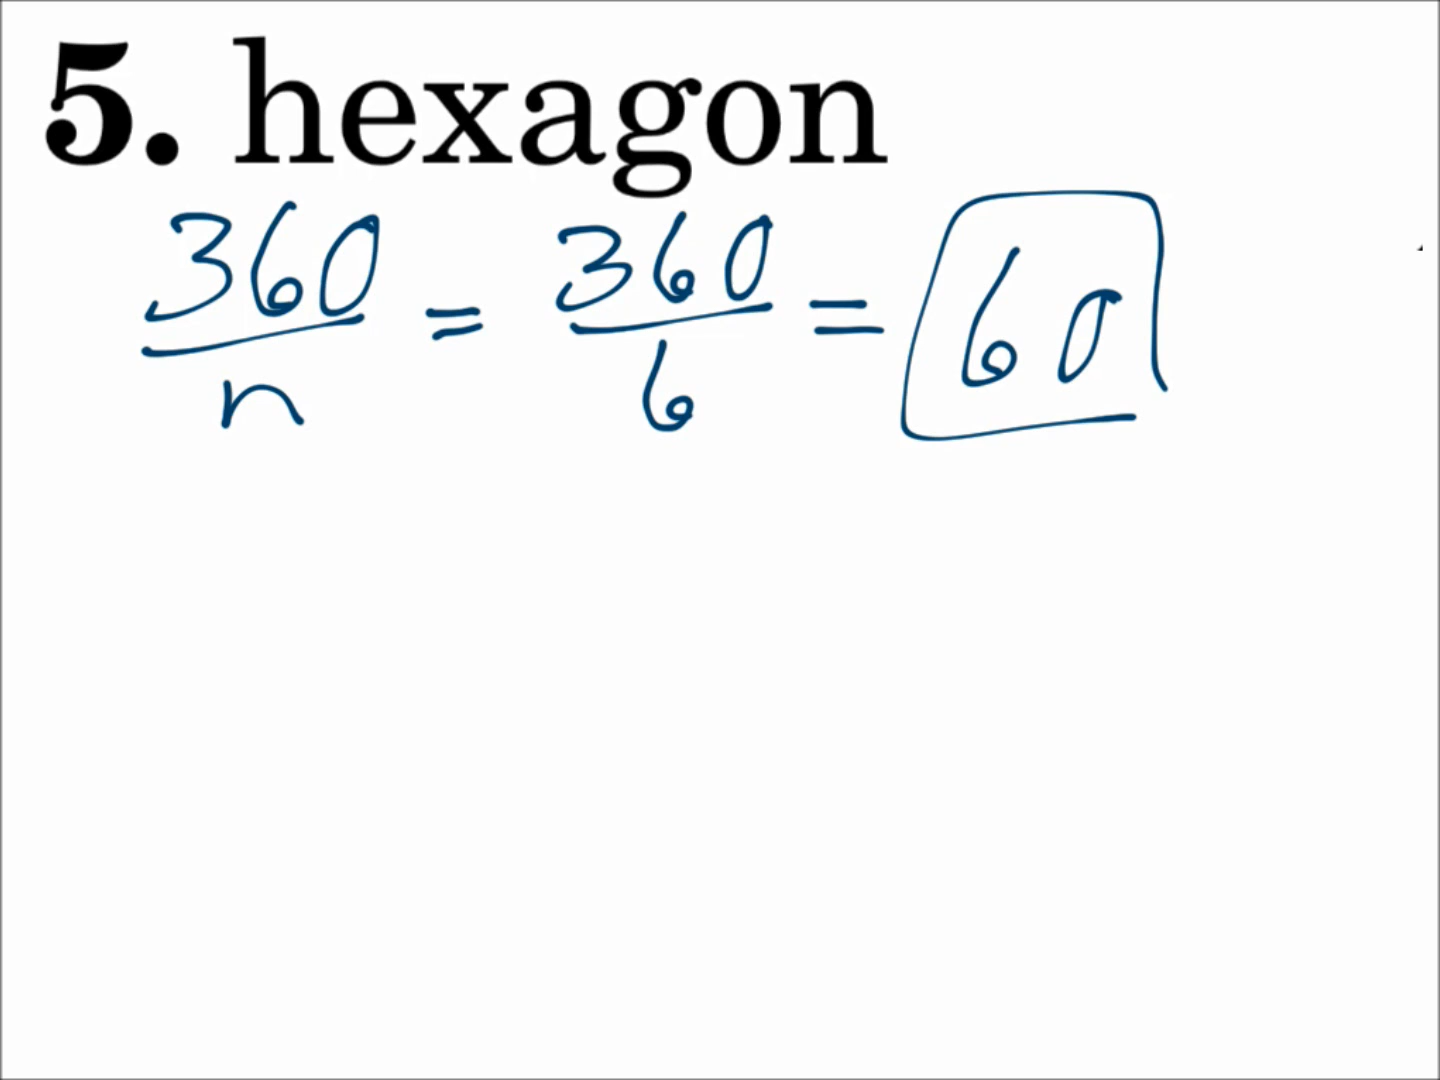 5. hexagon
360/n = 360/6 = 60